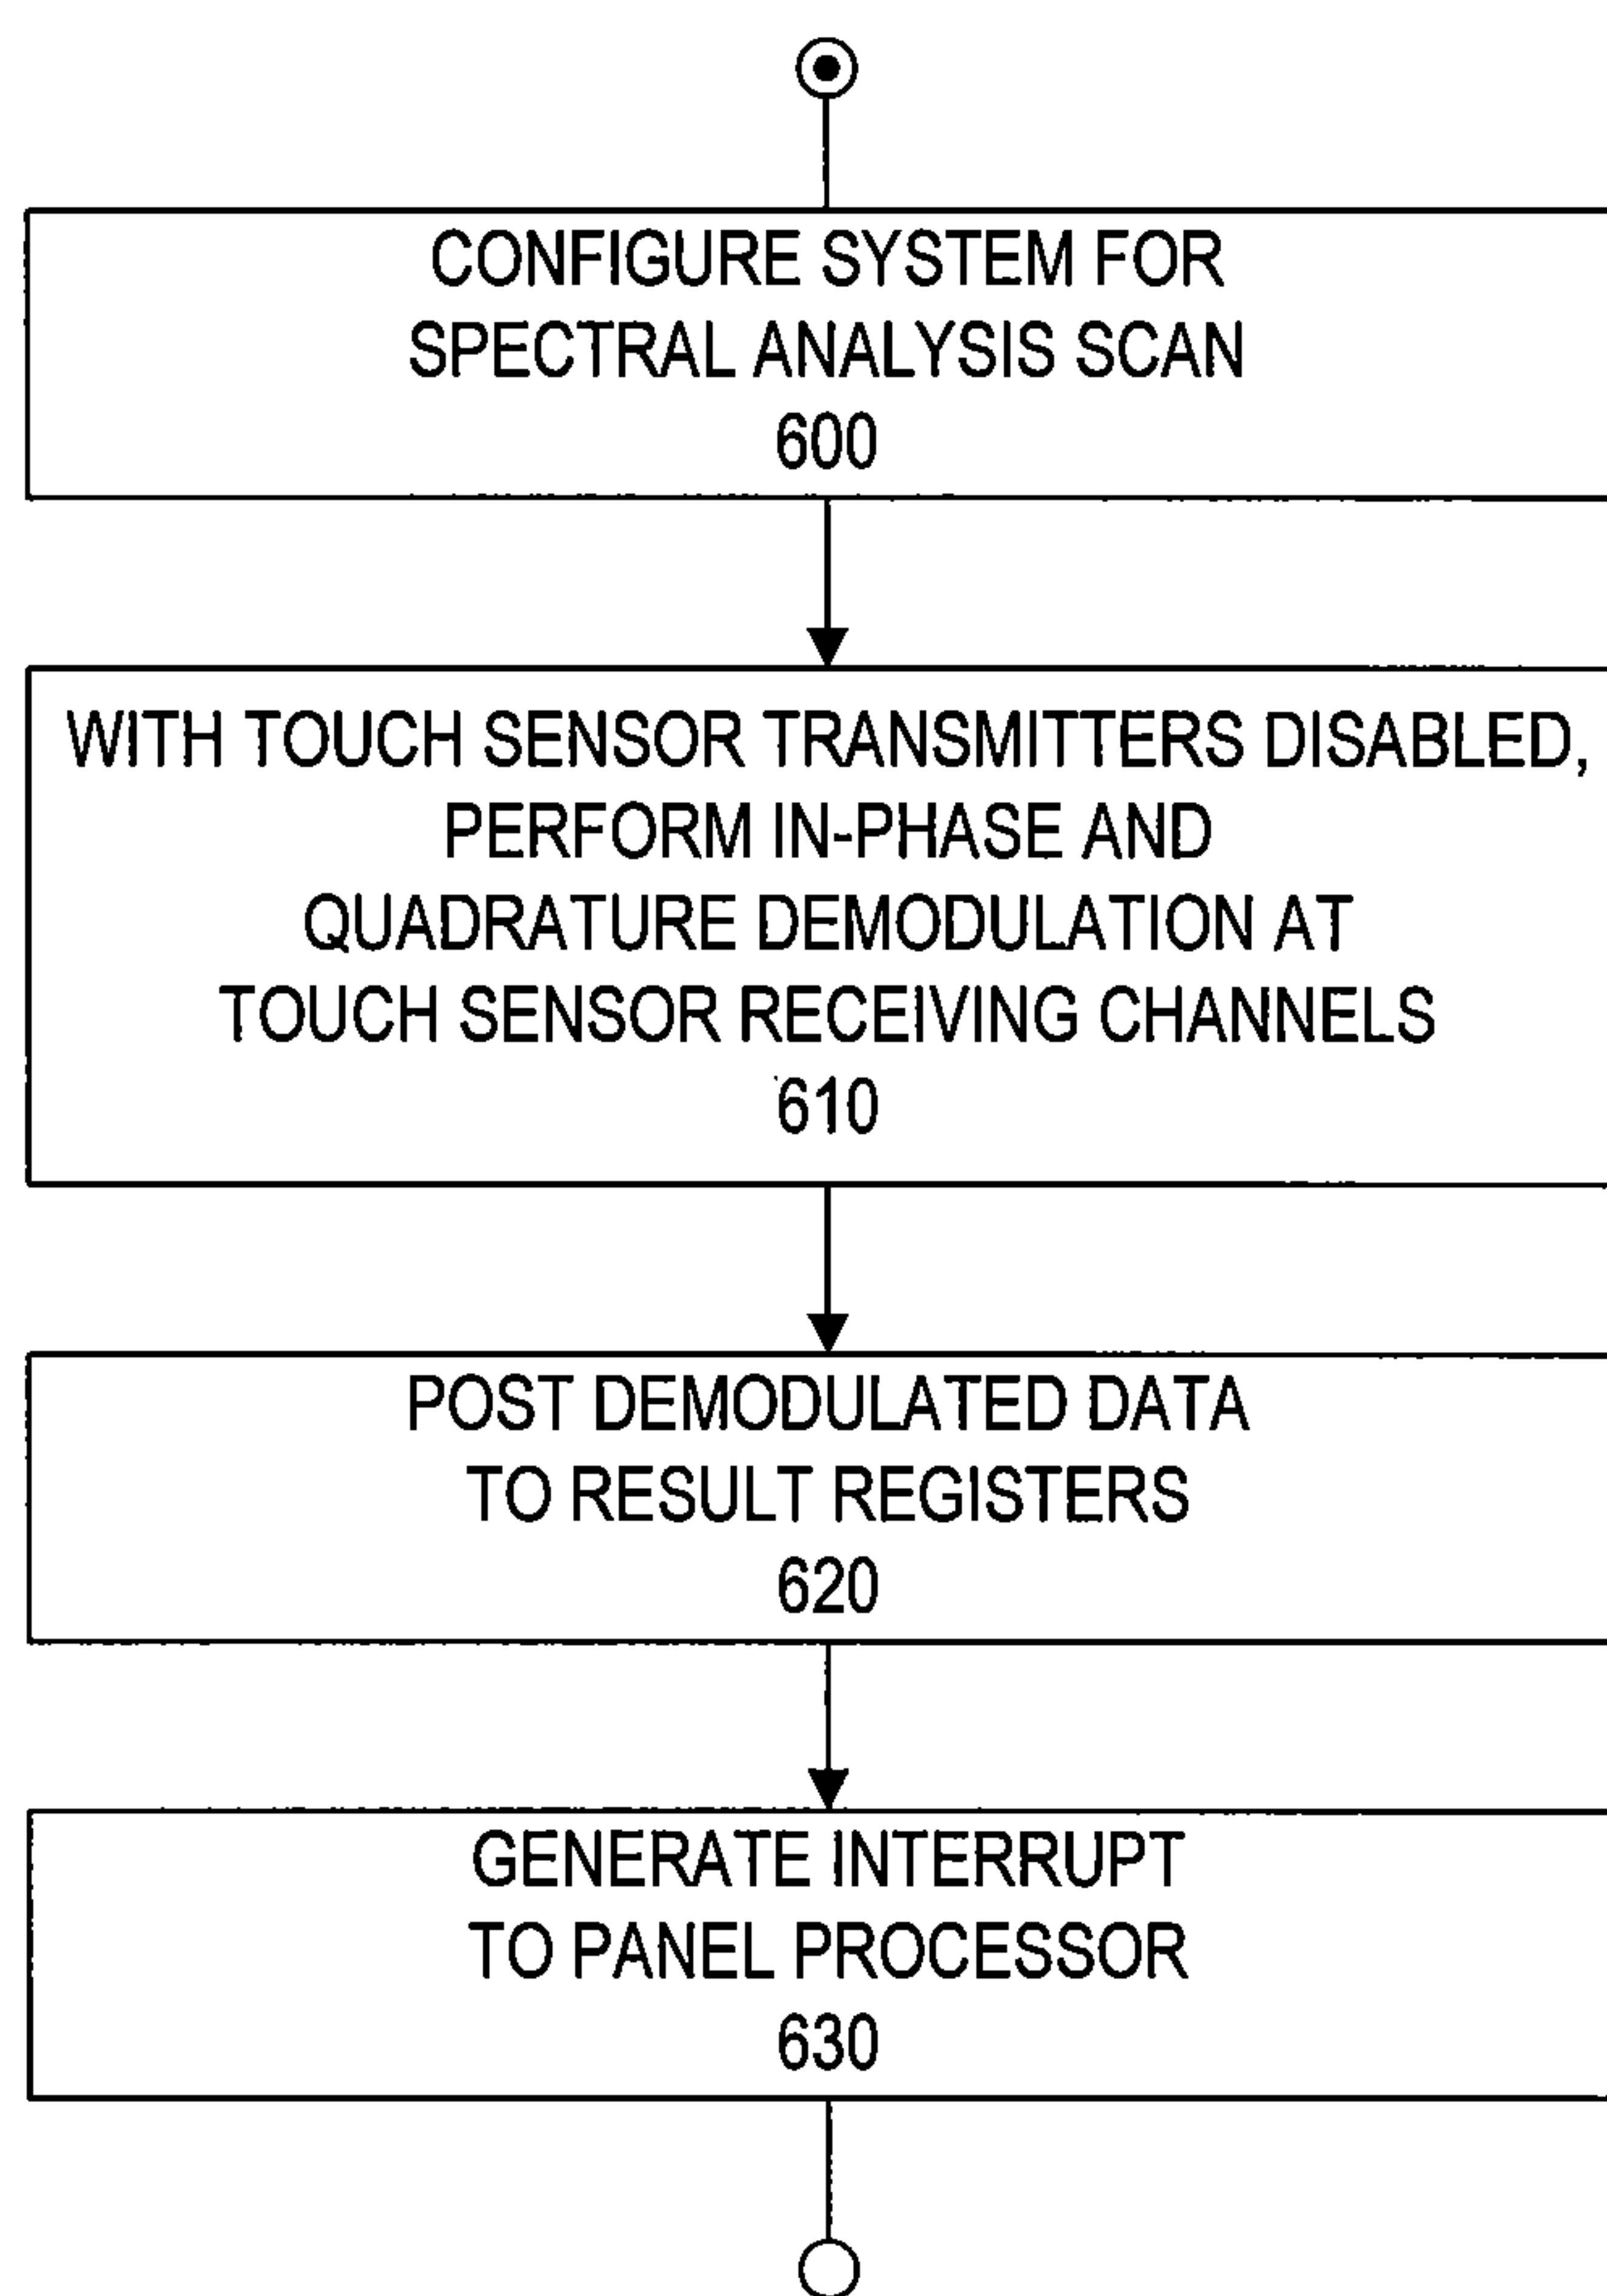 CONFIGURE SYSTEM FOR
SPECTRAL ANALYSIS SCAN
600
WITH TOUCH SENSOR TRANSMITTERS DISABLED,
PERFORM IN-PHASE AND
QUADRATURE DEMODULATION AT
TOUCH SENSOR RECEIVING CHANNELS
610
POST DEMODULATED DATA
TO RESULT REGISTERS
620
GENERATE INTERRUPT
TO PANEL PROCESSOR
630